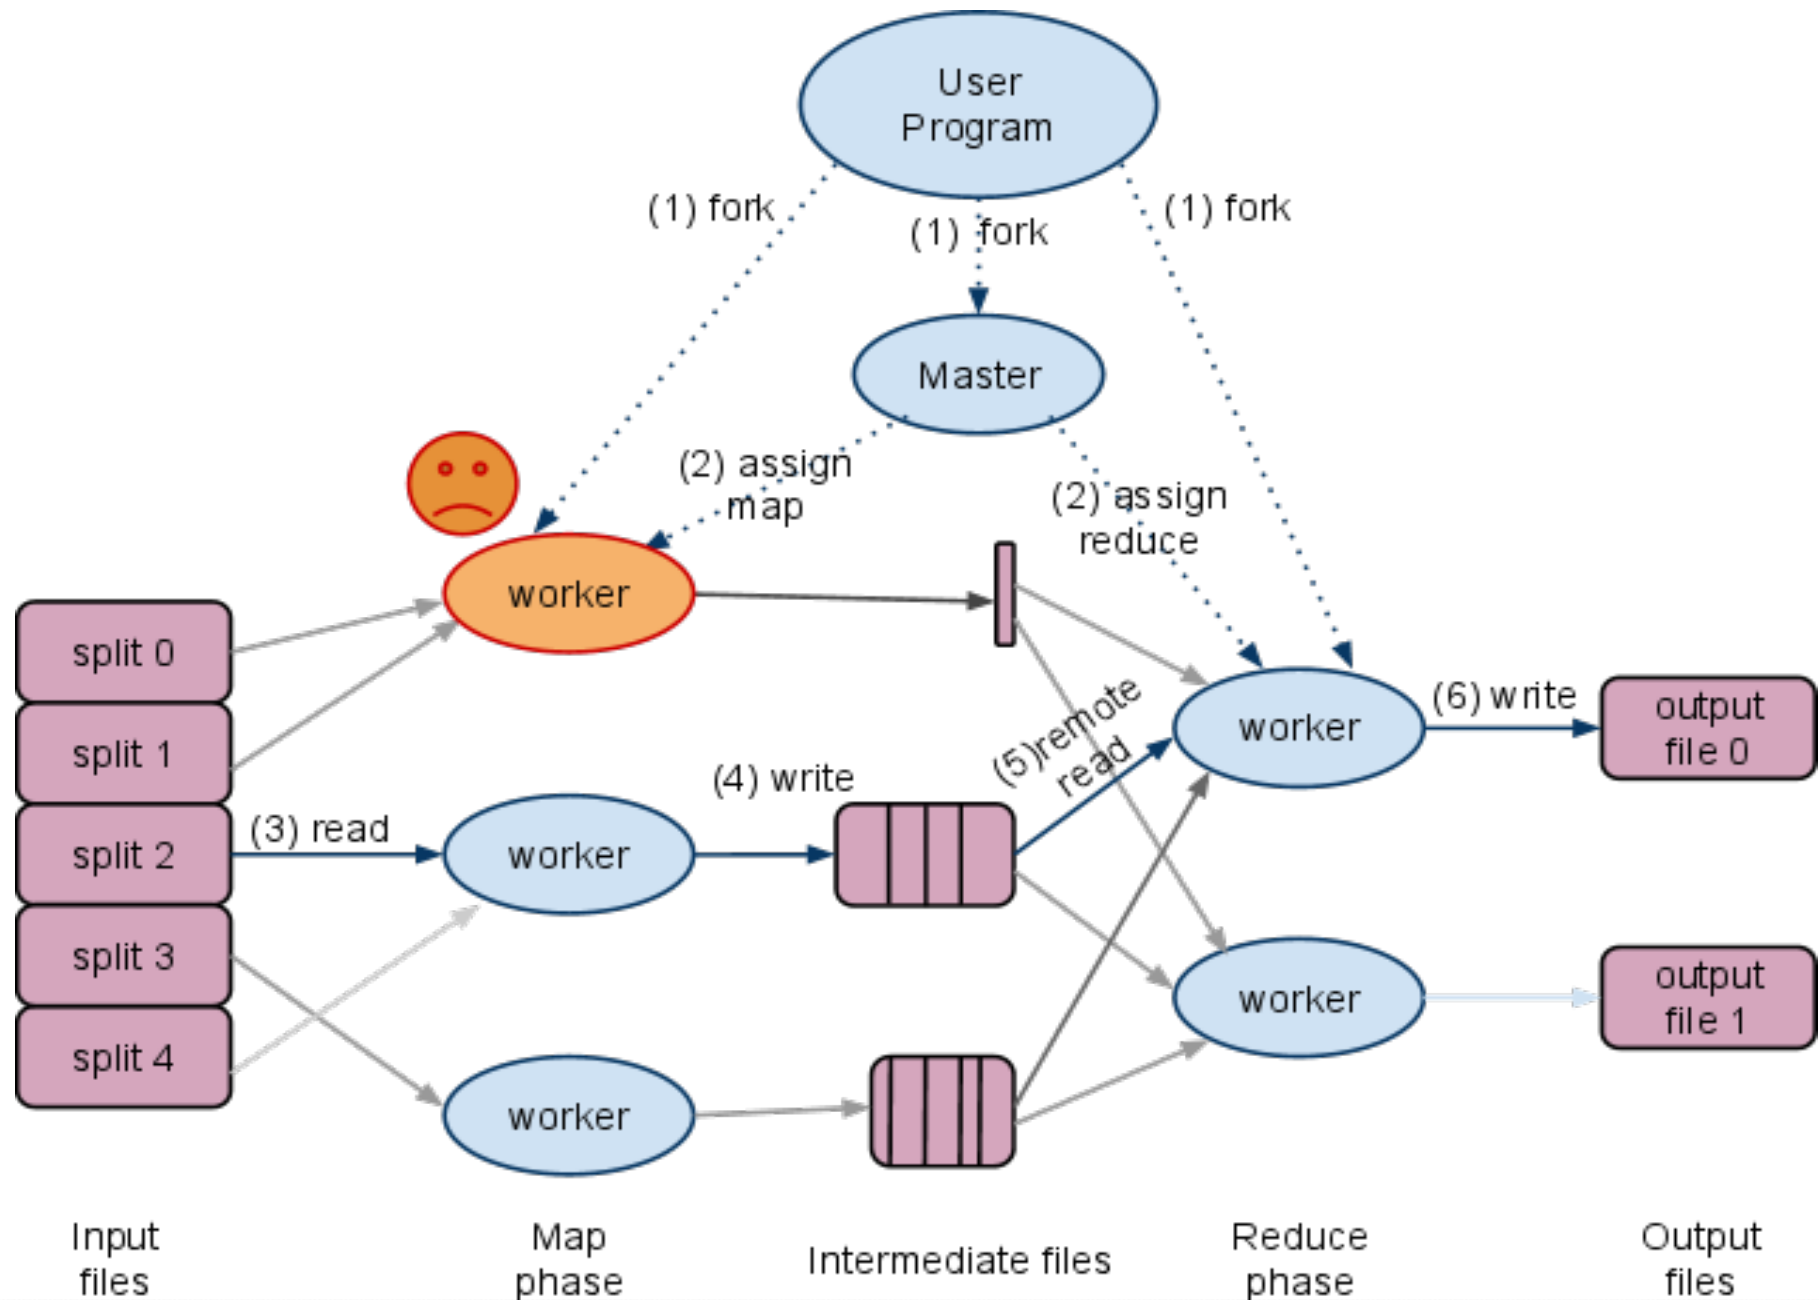 User
Program
(1) fork
(1) fork
(1) fork
Master
(2) assign
map
(2) assign
reduce
worker
split 0
split 1
split 2
split 3
split 4
(3) read
worker
(4) write
(5)remote
read
worker
(6) write
output
file 0
worker
output
file 1
worker
Input
files
Map
phase
Intermediate files
Reduce
phase
Output
files